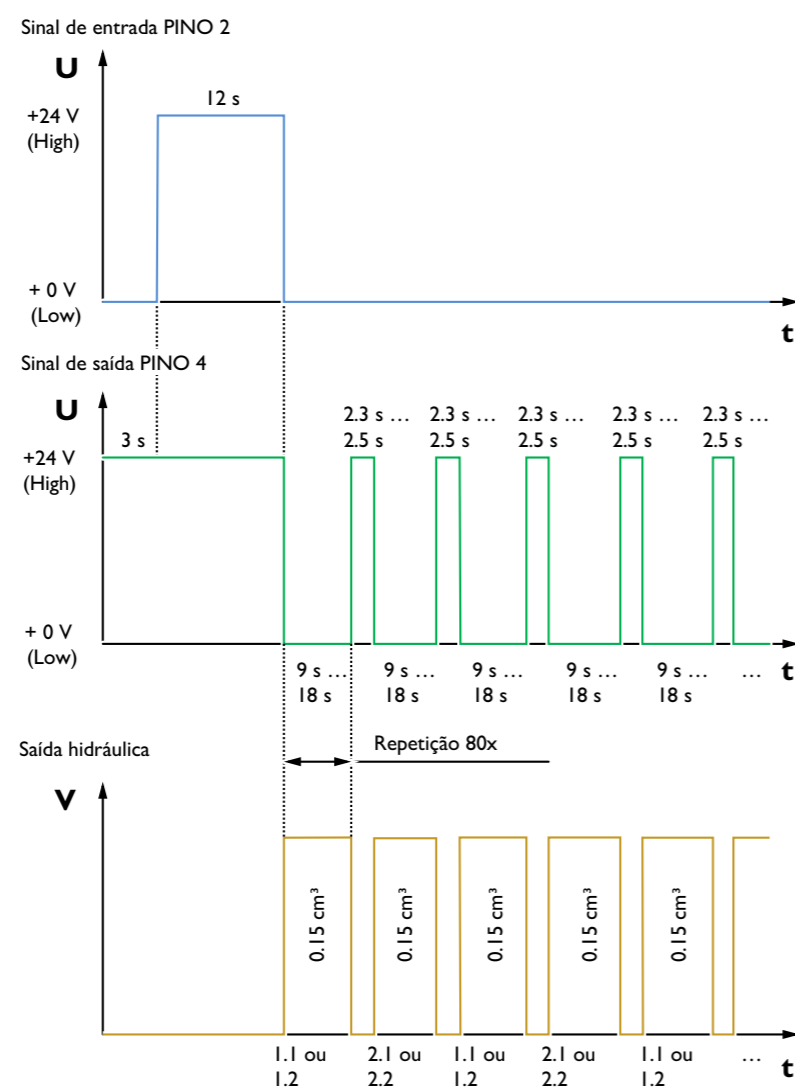 Sinal de entrada PINO 2
U
12 s
+24 V
(High)
+ 0 V
(Low)
t
Sinal de saída PINO 4
U
2.3 s … 2.3 s … 2.3 s … 2.3 s … 2.3 s …
3 s 2.5 s 2.5 s 2.5 s 2.5 s 2.5 s
+24 V
(High)
+ 0 V
(Low)
t
9 s … 9 s … 9 s … 9 s … 9 s … …
18 s 18 s 18 s 18 s 18 s
Saída hidráulica
Repetição 80x
V
0.15 cm³ 0.15 cm³ 0.15 cm³ 0.15 cm³ 0.15 cm³
1.1 ou 2.1 ou 1.1 ou 2.1 ou 1.1 ou …
1.2 2.2 1.2 2.2 1.2
t